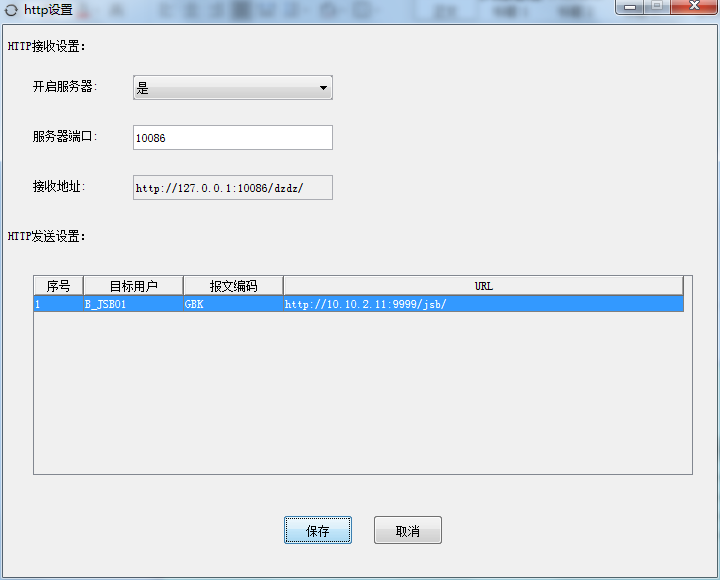 http设置
HTTP接收设置:
开启服务器: 是
服务器端口: 10086
接收地址: http://127.0.0.1:10086/dzdz/
HTTP发送设置:
序号 目标用户 报文编码 URL
1 B_JSB01 GBK http://10.10.2.11:9999/jsb/
保存 取消